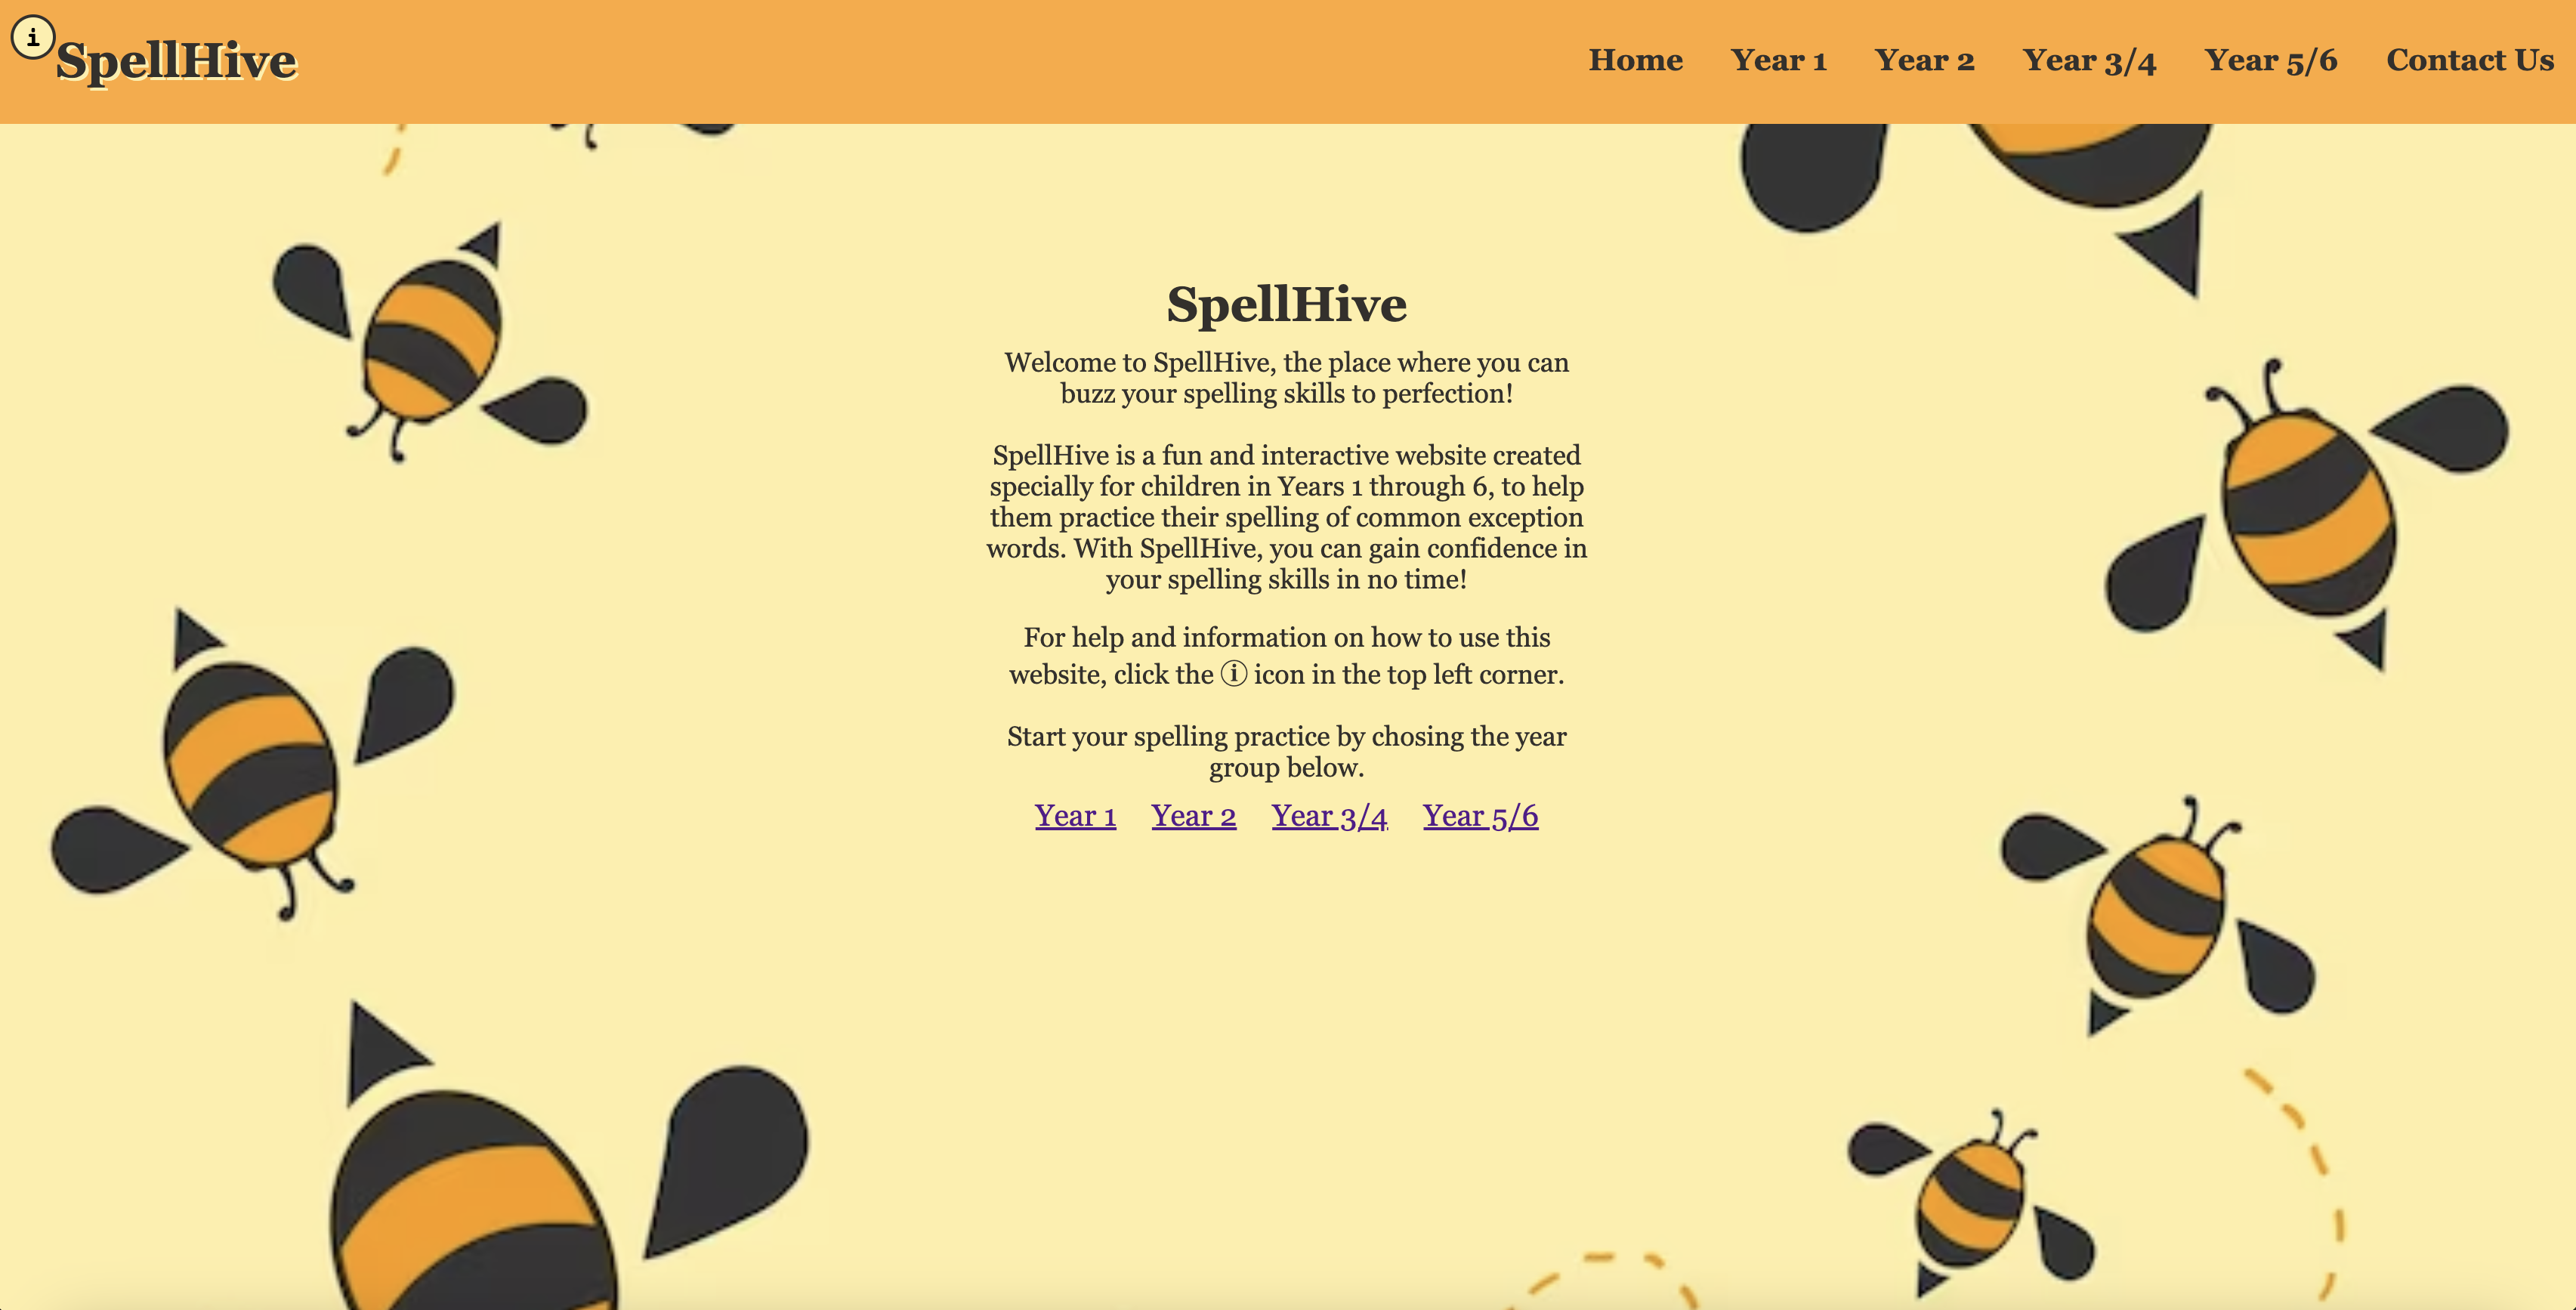 i
SpellHive
Home Year 1 Year 2 Year 3/4 Year 5/6 Contact Us
SpellHive
Welcome to SpellHive, the place where you can
buzz your spelling skills to perfection!
SpellHive is a fun and interactive website created
specially for children in Years 1 through 6, to help
them practice their spelling of common exception
words. With SpellHive, you can gain confidence in
your spelling skills in no time!
For help and information on how to use this
website, click the ⓘ icon in the top left corner.
Start your spelling practice by chosing the year
group below.
Year 1 Year 2 Year 3/4 Year 5/6